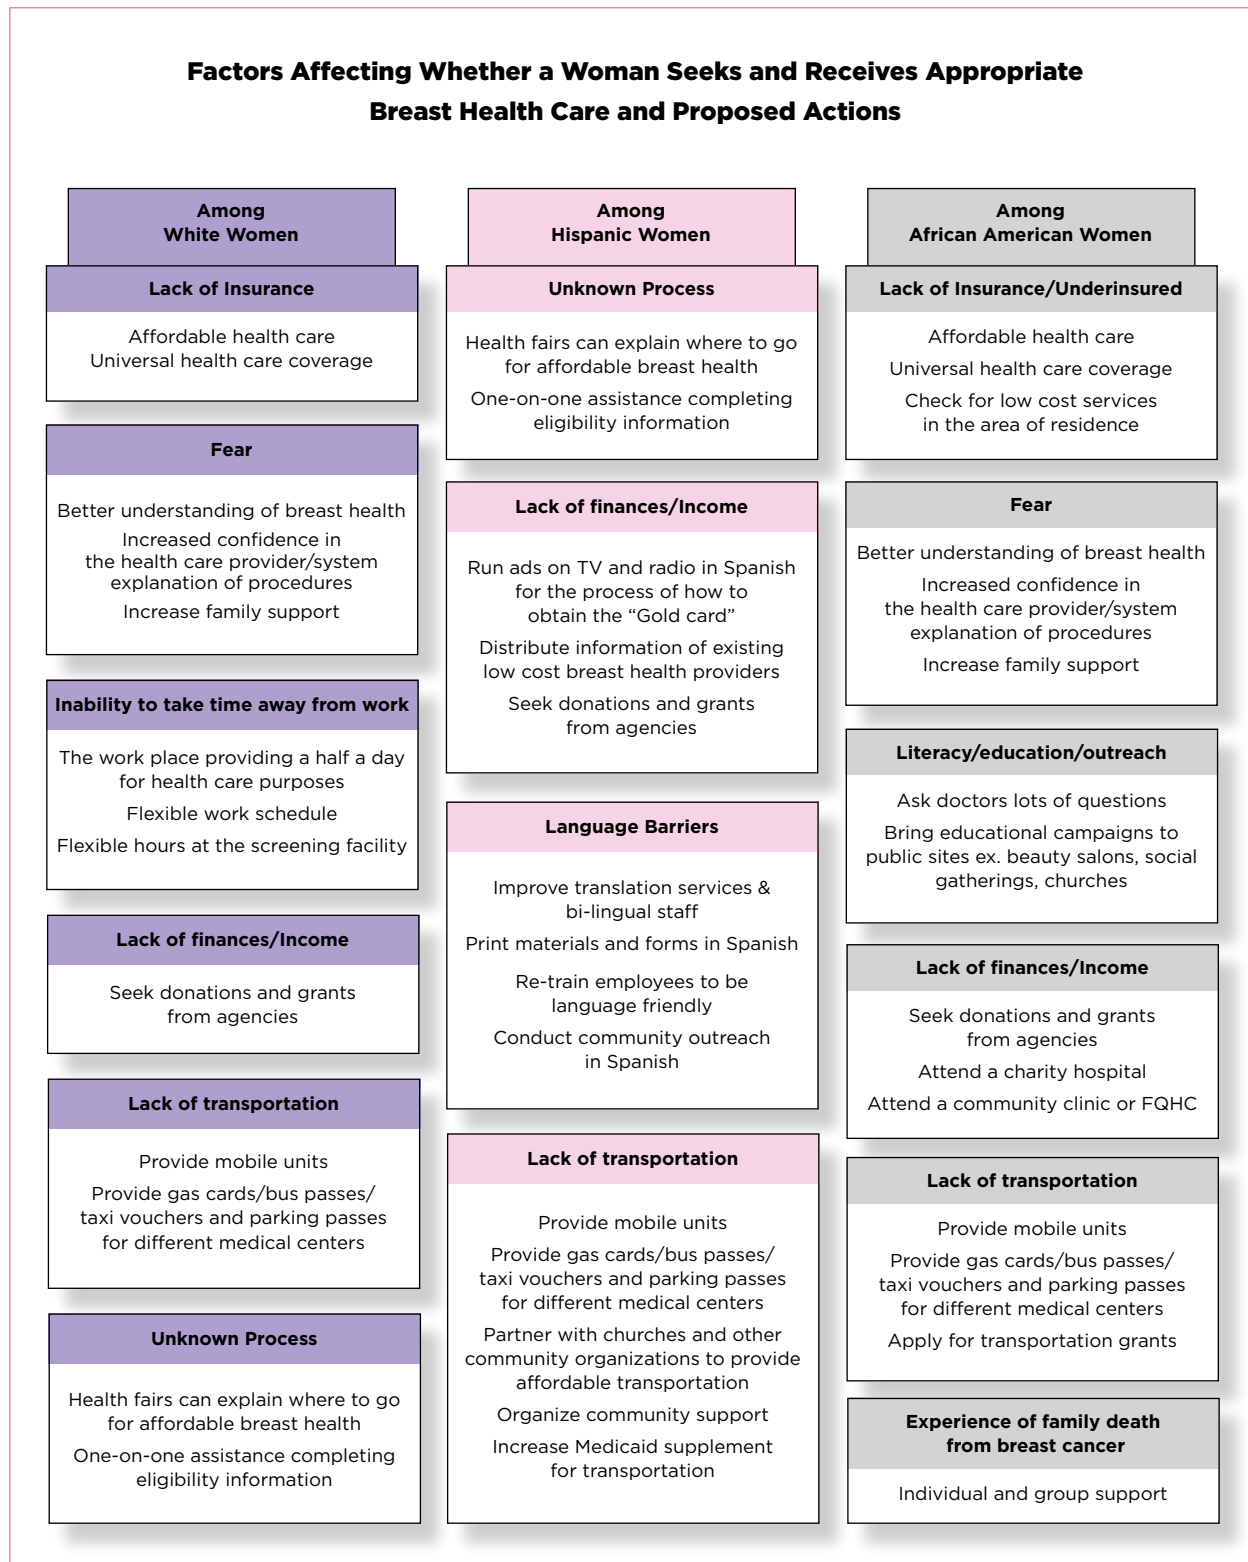 Factors Affecting Whether a Woman Seeks and Receives Appropriate
Breast Health Care and Proposed Actions
Among
White Women
Lack of Insurance
Affordable health care
Universal health care coverage
Fear
Better understanding of breast health
Increased confidence in
the health care provider/system
explanation of procedures
Increase family support
Inability to take time away from work
The work place providing a half a day
for health care purposes
Flexible work schedule
Flexible hours at the screening facility
Lack of finances/Income
Seek donations and grants
from agencies
Lack of transportation
Provide mobile units
Provide gas cards/bus passes/
taxi vouchers and parking passes
for different medical centers
Unknown Process
Health fairs can explain where to go
for affordable breast health
One-on-one assistance completing
eligibility information
Among
Hispanic Women
Unknown Process
Health fairs can explain where to go
for affordable breast health
One-on-one assistance completing
eligibility information
Lack of finances/Income
Run ads on TV and radio in Spanish
for the process of how to
obtain the “Gold card”
Distribute information of existing
low cost breast health providers
Seek donations and grants
from agencies
Language Barriers
Improve translation services &
bi-lingual staff
Print materials and forms in Spanish
Re-train employees to be
language friendly
Conduct community outreach
in Spanish
Lack of transportation
Provide mobile units
Provide gas cards/bus passes/
taxi vouchers and parking passes
for different medical centers
Partner with churches and other
community organizations to provide
affordable transportation
Organize community support
Increase Medicaid supplement
for transportation
Among
African American Women
Lack of Insurance/Underinsured
Affordable health care
Universal health care coverage
Check for low cost services
in the area of residence
Fear
Better understanding of breast health
Increased confidence in
the health care provider/system
explanation of procedures
Increase family support
Literacy/education/outreach
Ask doctors lots of questions
Bring educational campaigns to
public sites ex. beauty salons, social
gatherings, churches
Lack of finances/Income
Seek donations and grants
from agencies
Attend a charity hospital
Attend a community clinic or FQHC
Lack of transportation
Provide mobile units
Provide gas cards/bus passes/
taxi vouchers and parking passes
for different medical centers
Apply for transportation grants
Experience of family death
from breast cancer
Individual and group support